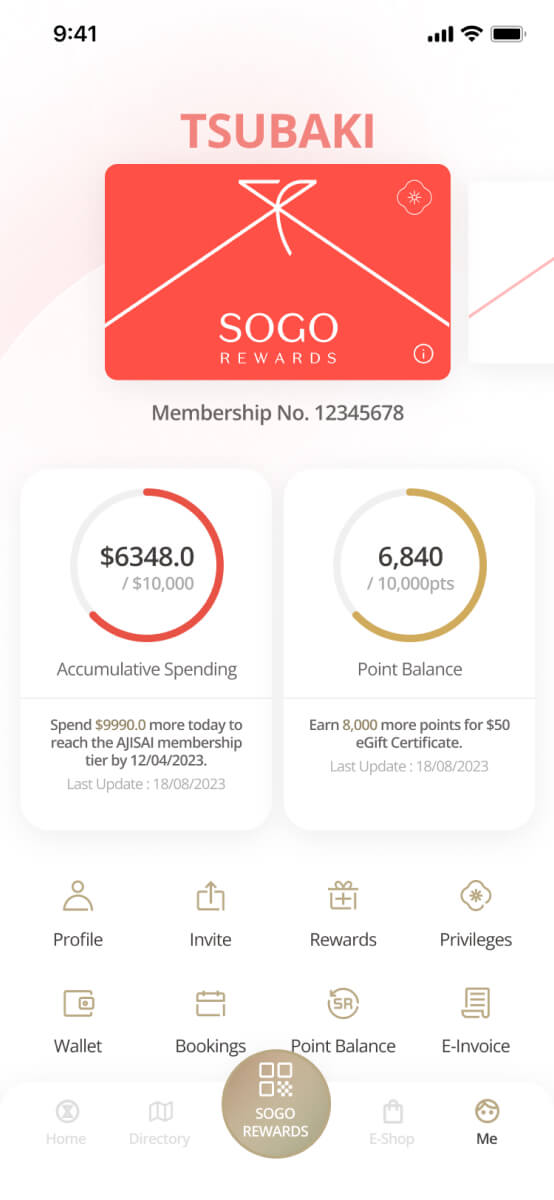 9:41
TSUBAKI
SOGO
REWARDS
Membership No. 12345678
$6348.0
/ $10,000
Accumulative Spending
Spend $9990.0 more today to
reach the AJISAI membership
tier by 12/04/2023.
Last Update : 18/08/2023
6,840
/ 10,000pts
Point Balance
Earn 8,000 more points for $50
eGift Certificate.
Last Update : 18/08/2023
Profile
Invite
Rewards
Privileges
SR
Wallet
Bookings
Point Balance
E-Invoice
Home
Directory
SOGO
REWARDS
E-Shop
Me